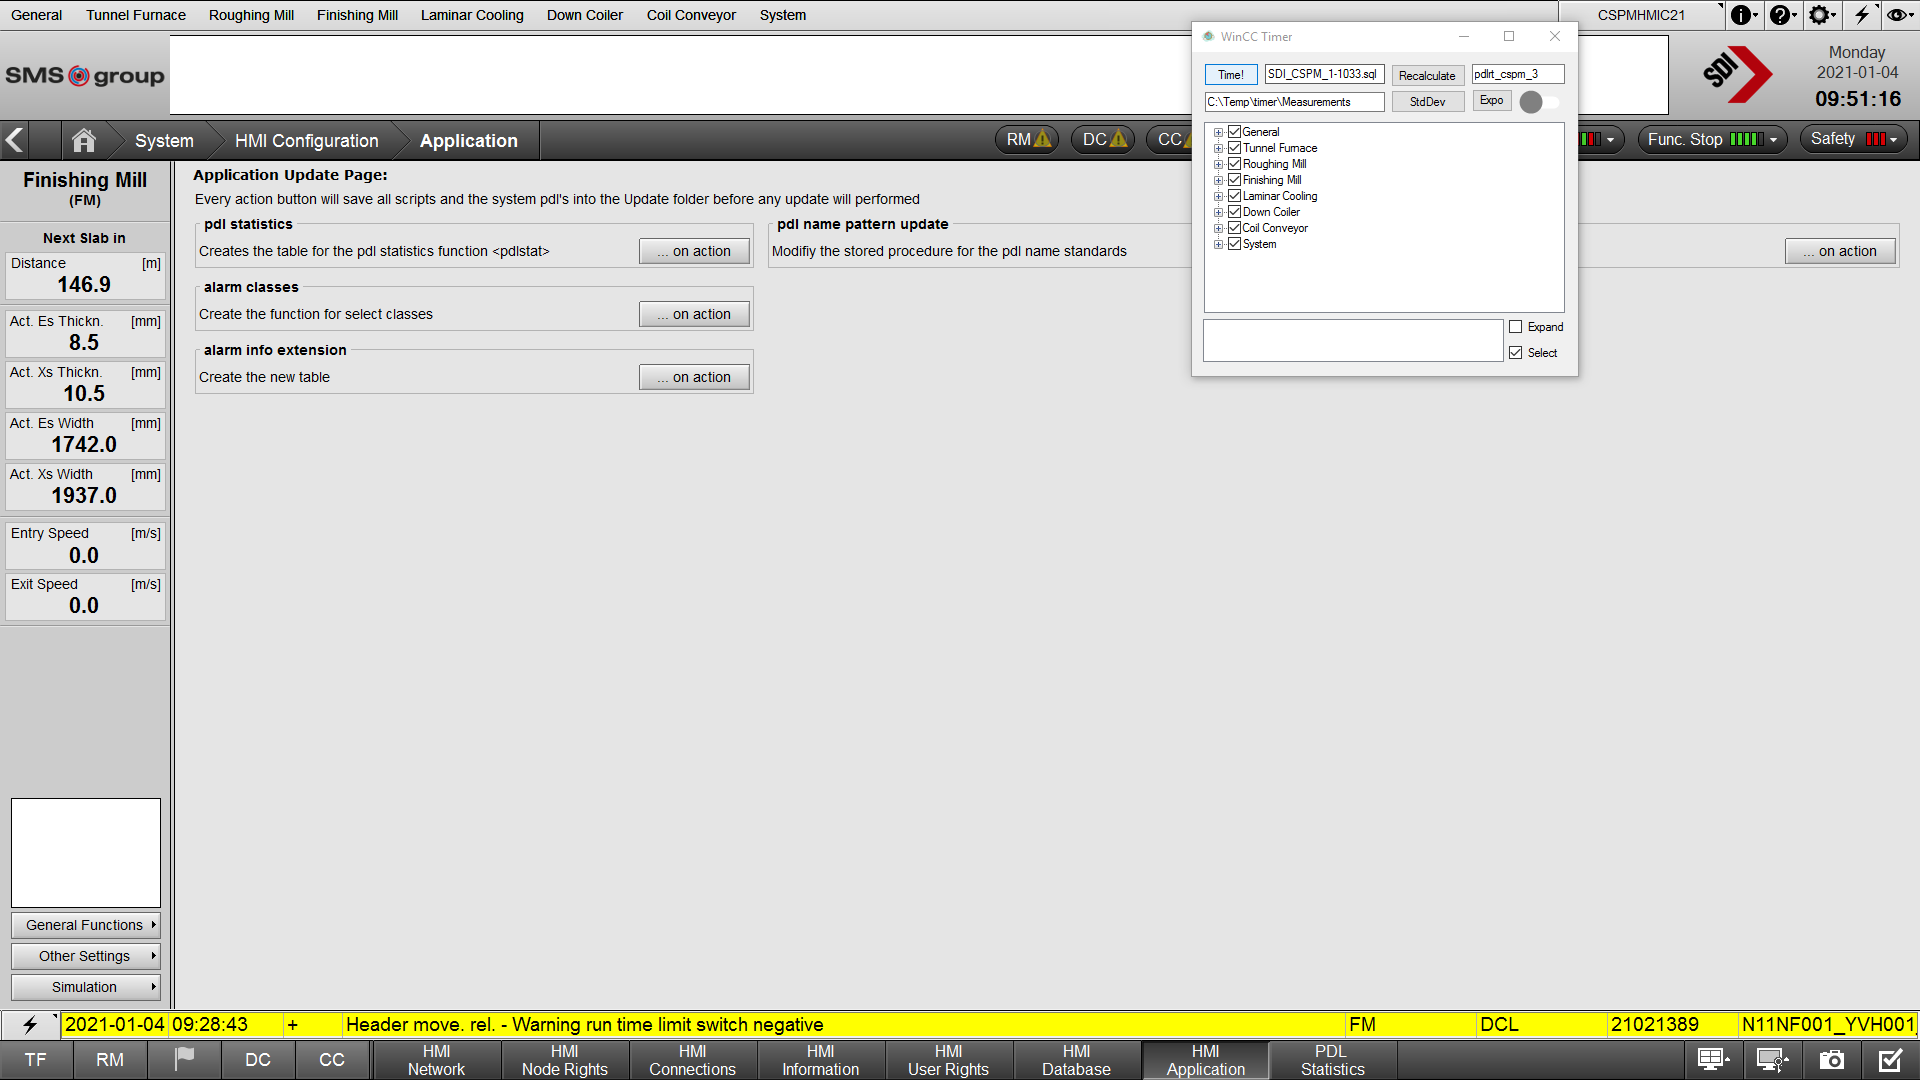 General Tunnel Furnace Roughing Mill Finishing Mill Laminar Cooling Down Coiler Coil Conveyor System CSPMHMIC21
SMS group
SDI
Monday
2021-01-04
09:51:16
WinCC Timer
Time! SDI_CSPM_1-1033.sql Recalculate pdlrt_cspm_3
C:\Temp\timer\Measurements StdDev Expo
General
Tunnel Furnace
Roughing Mill
Finishing Mill
Laminar Cooling
Down Coiler
Coil Conveyor
System
Expand
Select
System HMI Configuration Application RM DC CC Func. Stop Safety
Finishing Mill
(FM)
Next Slab in
Distance [m]
146.9
Act. Es Thickn. [mm]
8.5
Act. Xs Thickn. [mm]
10.5
Act. Es Width [mm]
1742.0
Act. Xs Width [mm]
1937.0
Entry Speed [m/s]
0.0
Exit Speed [m/s]
0.0
General Functions
Other Settings
Simulation
Application Update Page:
Every action button will save all scripts and the system pdl's into the Update folder before any update will performed
pdl statistics
Creates the table for the pdl statistics function <pdlstat> ... on action
pdl name pattern update
Modifiy the stored procedure for the pdl name standards ... on action
alarm classes
Create the function for select classes ... on action
alarm info extension
Create the new table ... on action
2021-01-04 09:28:43 + Header move. rel. - Warning run time limit switch negative FM DCL 21021389 N11NF001_YVH001
TF RM DC CC
HMI Network
HMI Node Rights
HMI Connections
HMI Information
HMI User Rights
HMI Database
HMI Application
PDL Statistics